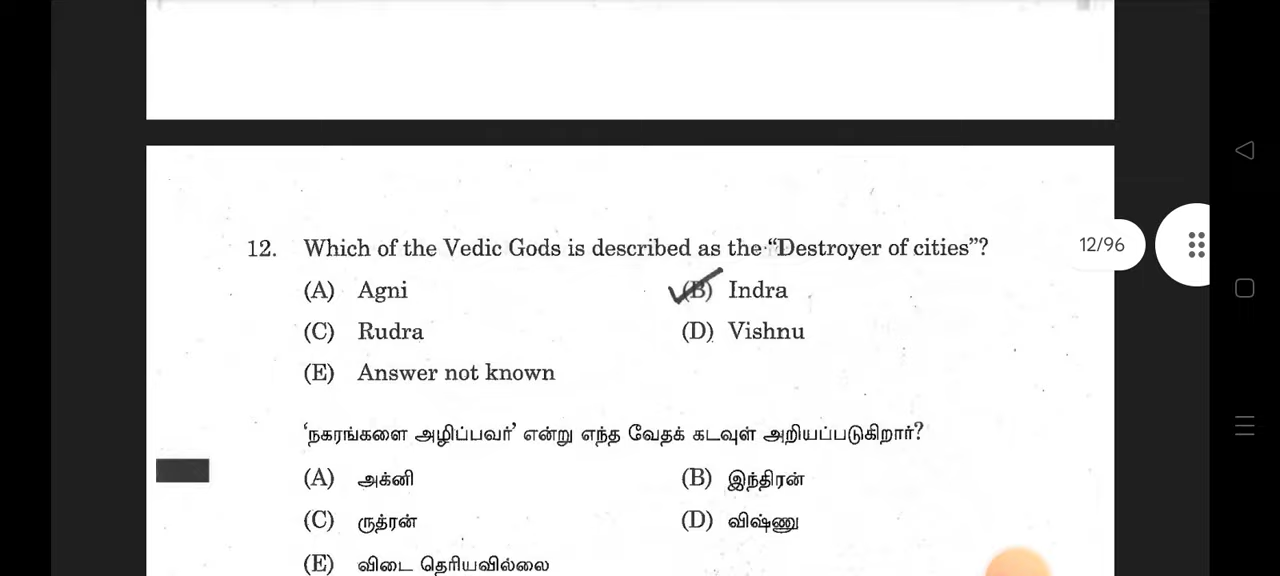 12. Which of the Vedic Gods is described as the “Destroyer of cities”?
(A) Agni (B) Indra
(C) Rudra (D) Vishnu
(E) Answer not known
‘நகரங்களை அழிப்பவர்’ என்று எந்த வேதக் கடவுள் அறியப்படுகிறார்?
(A) அக்னி (B) இந்திரன்
(C) ருத்ரன் (D) விஷ்ணு
(E) விடை தெரியவில்லை
12/96